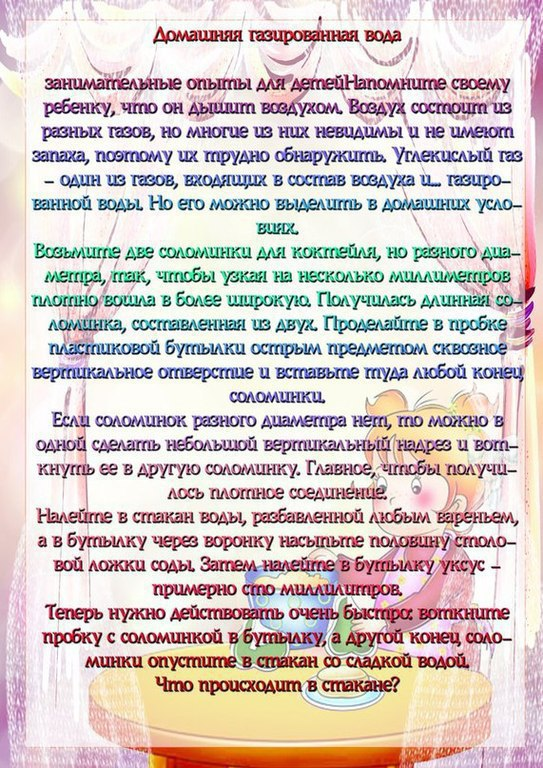 Домашняя газированная вода
занимательные опыты для детейНапомните своему
ребенку, что он дышит воздухом. Воздух состоит из
разных газов, но многие из них невидимы и не имеют
запаха, поэтому их трудно обнаружить. Углекислый газ
– один из газов, входящих в состав воздуха и... газиро-
ванной воды. Но его можно выделить в домашних усло-
виях.
Возьмите две соломинки для коктейля, но разного диа-
метра, так, чтобы узкая на несколько миллиметров
плотно вошла в более широкую. Получилась длинная со-
ломинка, составленная из двух. Проделайте в пробке
пластиковой бутылки острым предметом сквозное
вертикальное отверстие и вставьте туда любой конец
соломинки.
Если соломинок разного диаметра нет, то можно в
одной сделать небольшой вертикальный надрез и вот-
кнуть ее в другую соломинку. Главное, чтобы получи-
лось плотное соединение.
Налейте в стакан воды, разбавленной любым вареньем,
а в бутылку через воронку насыпьте половину столо-
вой ложки соды. Затем налейте в бутылку уксус –
примерно сто миллилитров.
Теперь нужно действовать очень быстро: воткните
пробку с соломинкой в бутылку, а другой конец соло-
минки опустите в стакан со сладкой водой.
Что происходит в стакане?